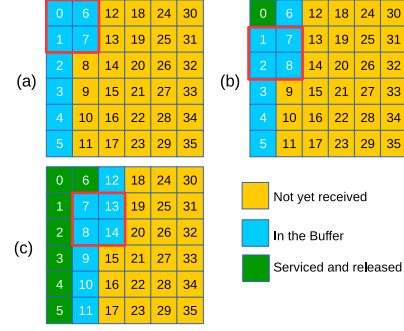 0 6 12 18 24 30
1 7 13 19 25 31
2 8 14 20 26 32
3 9 15 21 27 33
4 10 16 22 28 34
5 11 17 23 29 35
(a)
0 6 12 18 24 30
1 7 13 19 25 31
2 8 14 20 26 32
3 9 15 21 27 33
4 10 16 22 28 34
5 11 17 23 29 35
(b)
0 6 12 18 24 30
1 7 13 19 25 31
2 8 14 20 26 32
3 9 15 21 27 33
4 10 16 22 28 34
5 11 17 23 29 35
(c)
Not yet received
In the Buffer
Serviced and released